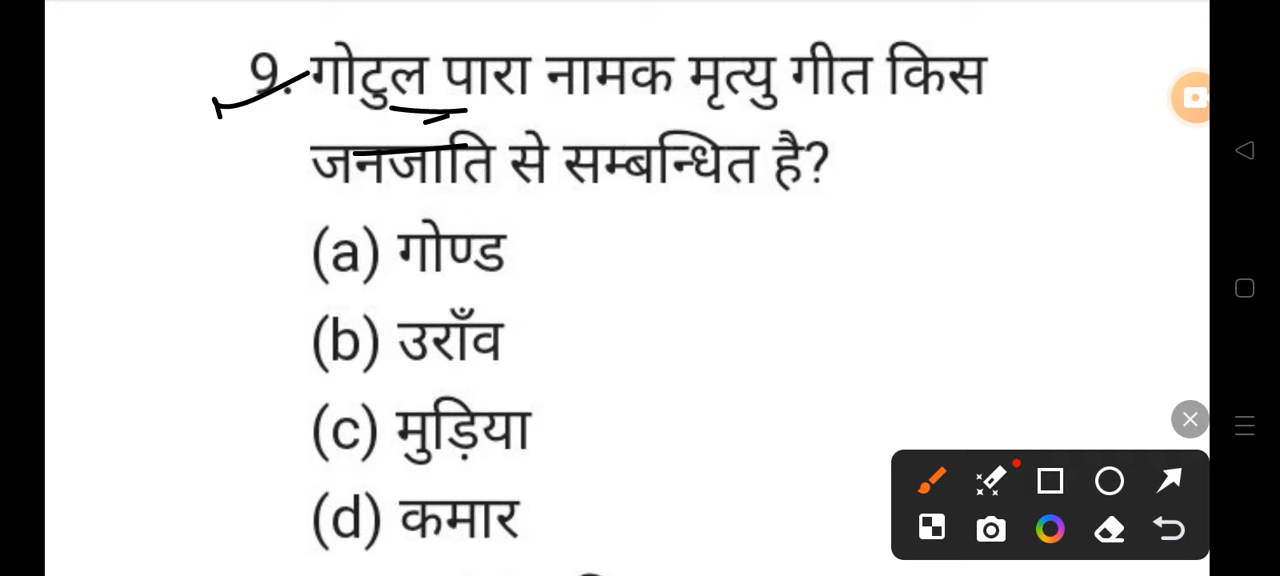 9. गोटुल पारा नामक मृत्यु गीत किस
जनजाति से सम्बन्धित है?
(a) गोण्ड
(b) उराँव
(c) मुड़िया
(d) कमार